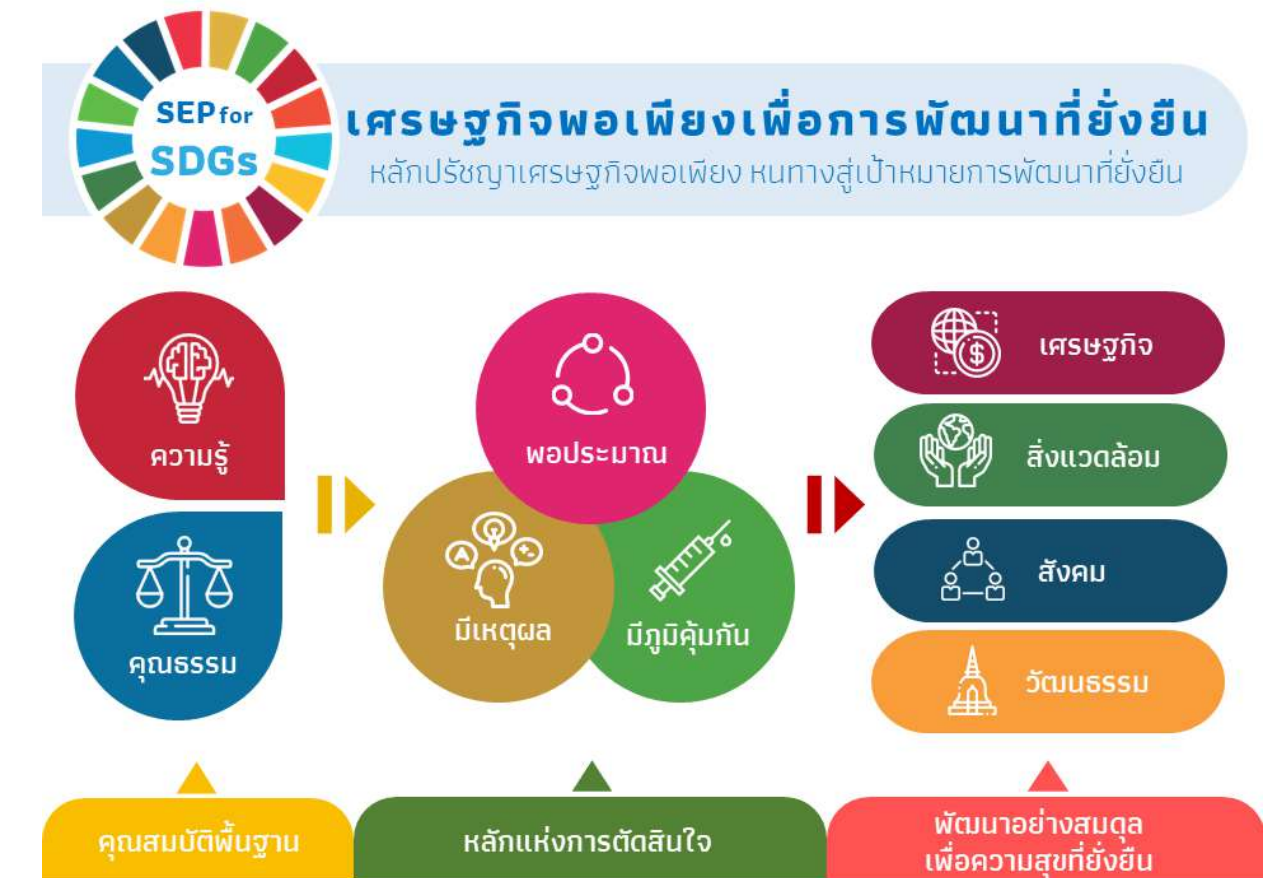 SEP for
SDGs
เศรษฐกิจพอเพียงเพื่อการพัฒนาที่ยั่งยืน
หลักปรัชญาเศรษฐกิจพอเพียง หนทางสู่เป้าหมายการพัฒนาที่ยั่งยืน
ความรู้
คุณธรรม
พอประมาณ
มีเหตุผล
มีภูมิคุ้มกัน
เศรษฐกิจ
สิ่งแวดล้อม
สังคม
วัฒนธรรม
คุณสมบัติพื้นฐาน
หลักแห่งการตัดสินใจ
พัฒนาอย่างสมดุล
เพื่อความสุขที่ยั่งยืน